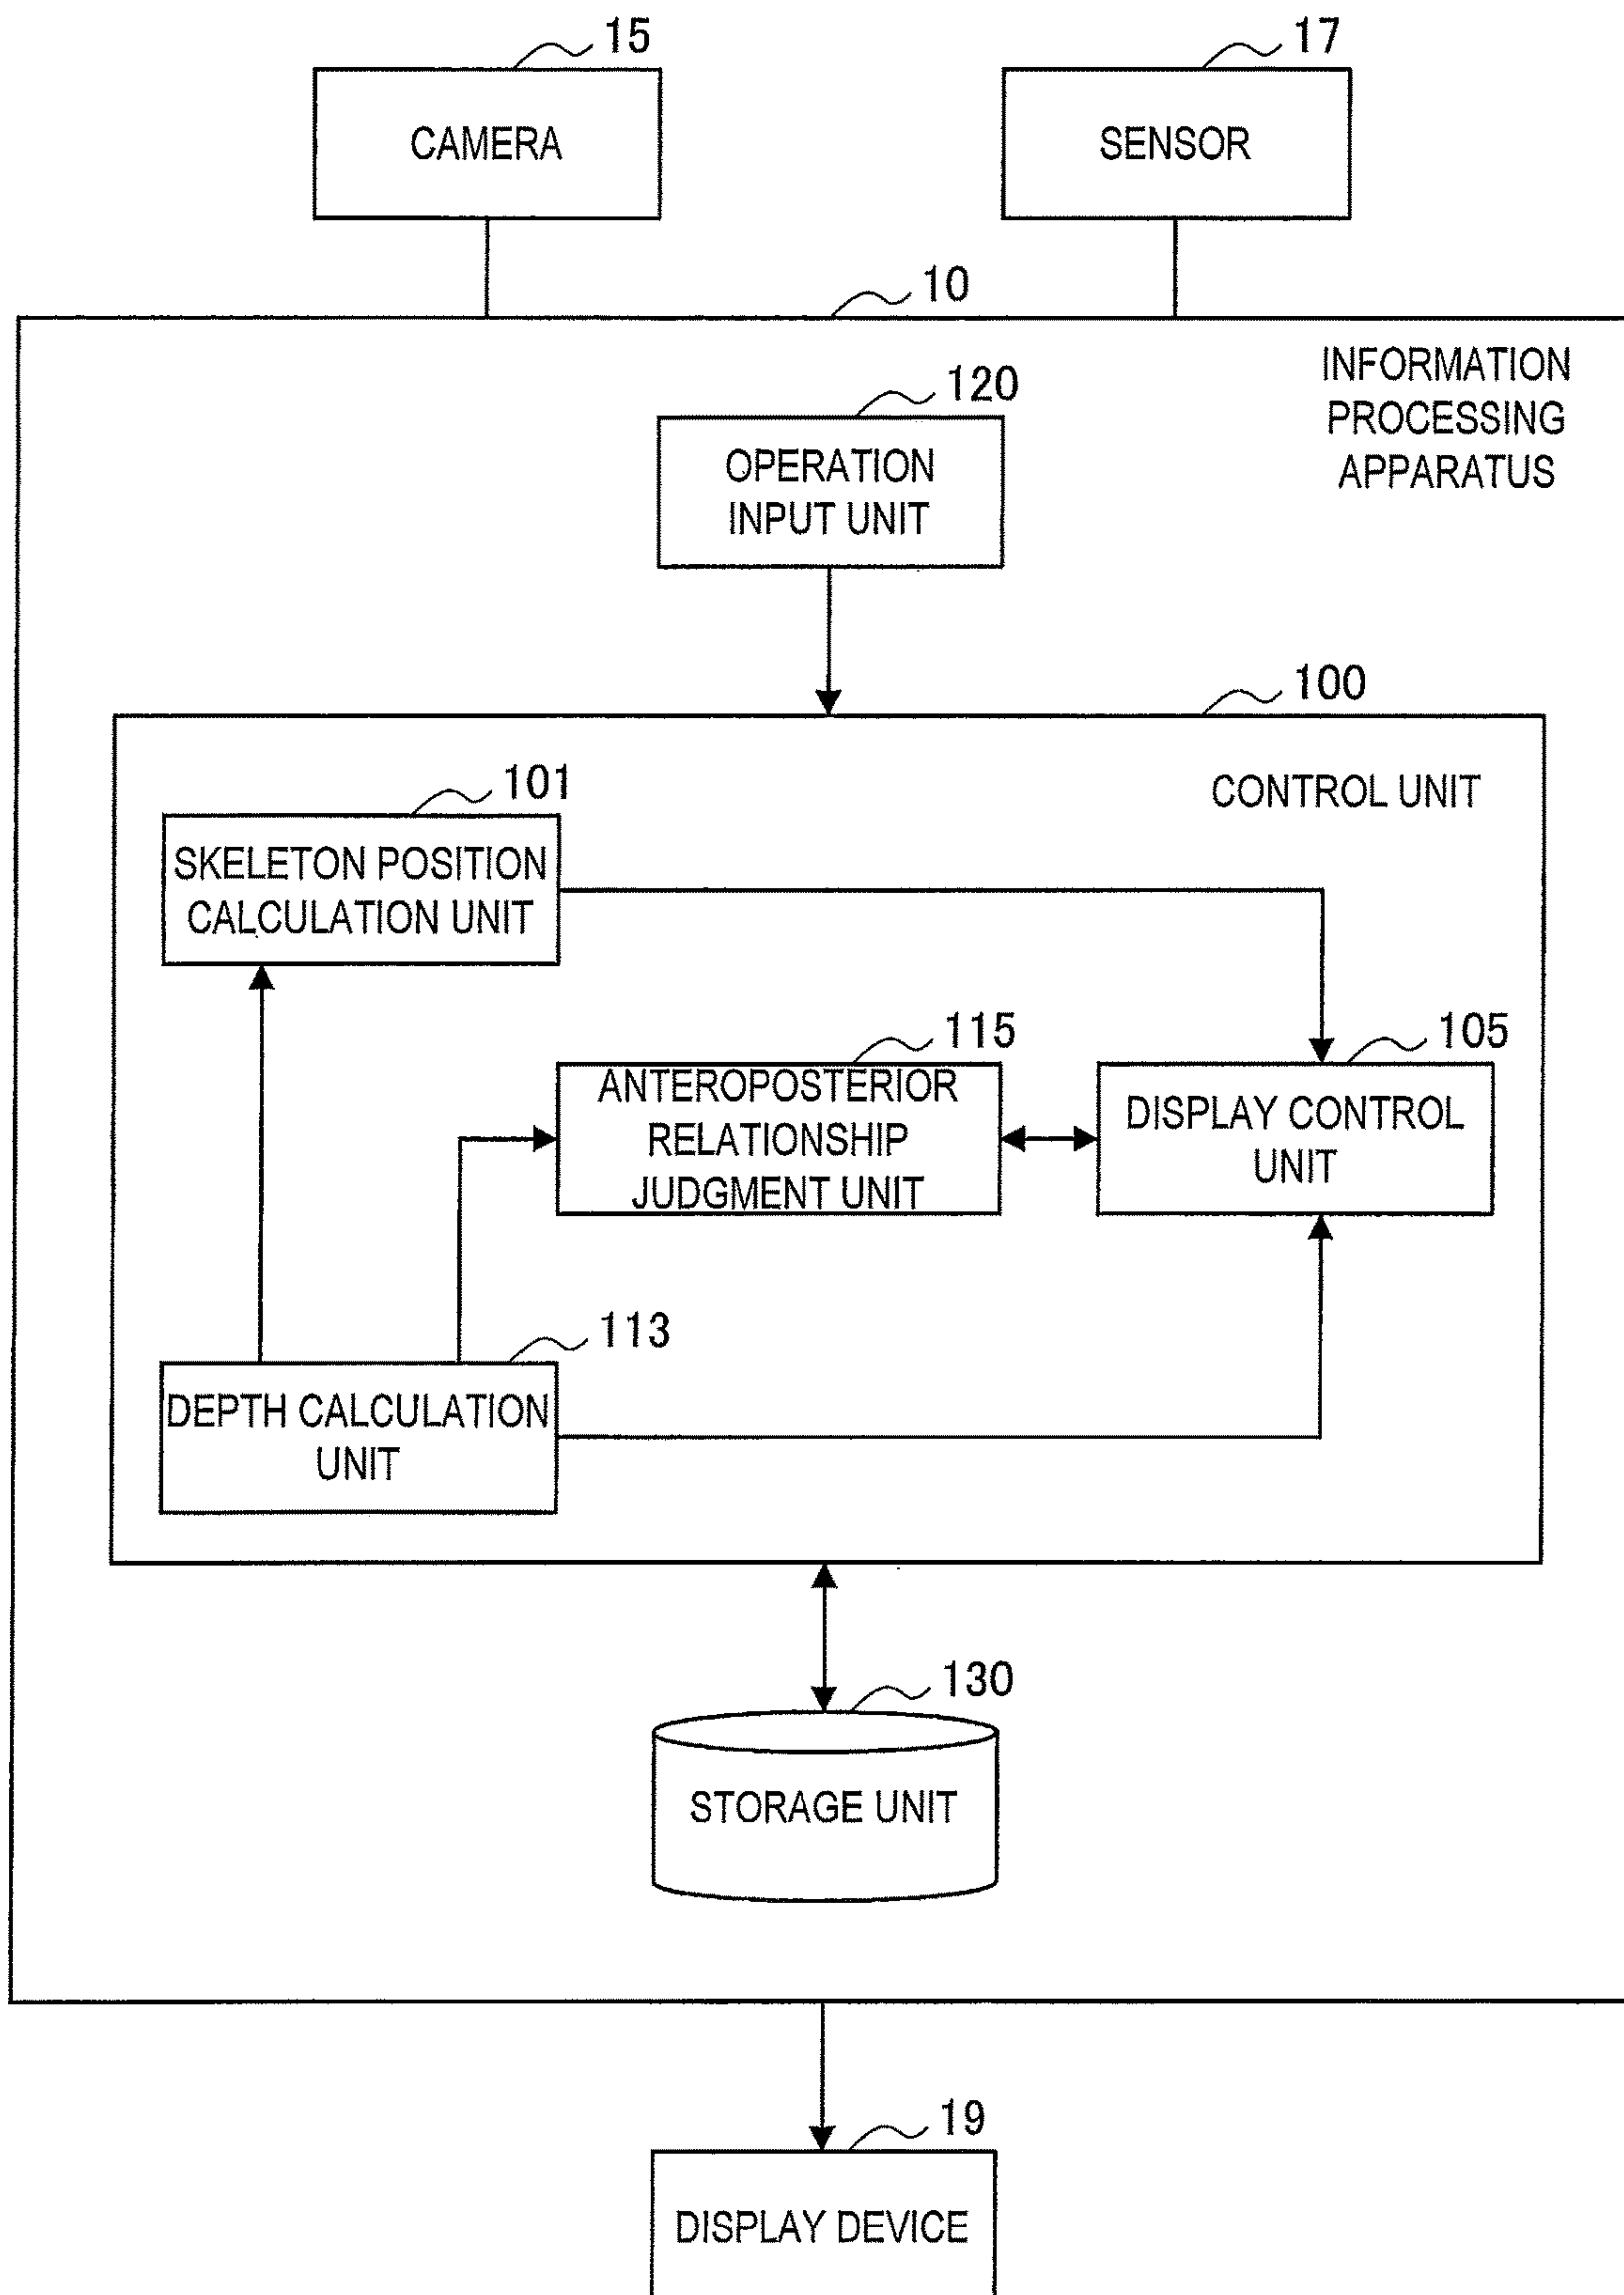 15
17
CAMERA
SENSOR
10
INFORMATION
PROCESSING
APPARATUS
120
OPERATION
INPUT UNIT
100
CONTROL UNIT
101
SKELETON POSITION
CALCULATION UNIT
115
105
ANTEROPOSTERIOR
RELATIONSHIP
JUDGMENT UNIT
DISPLAY CONTROL
UNIT
113
DEPTH CALCULATION
UNIT
130
STORAGE UNIT
19
DISPLAY DEVICE